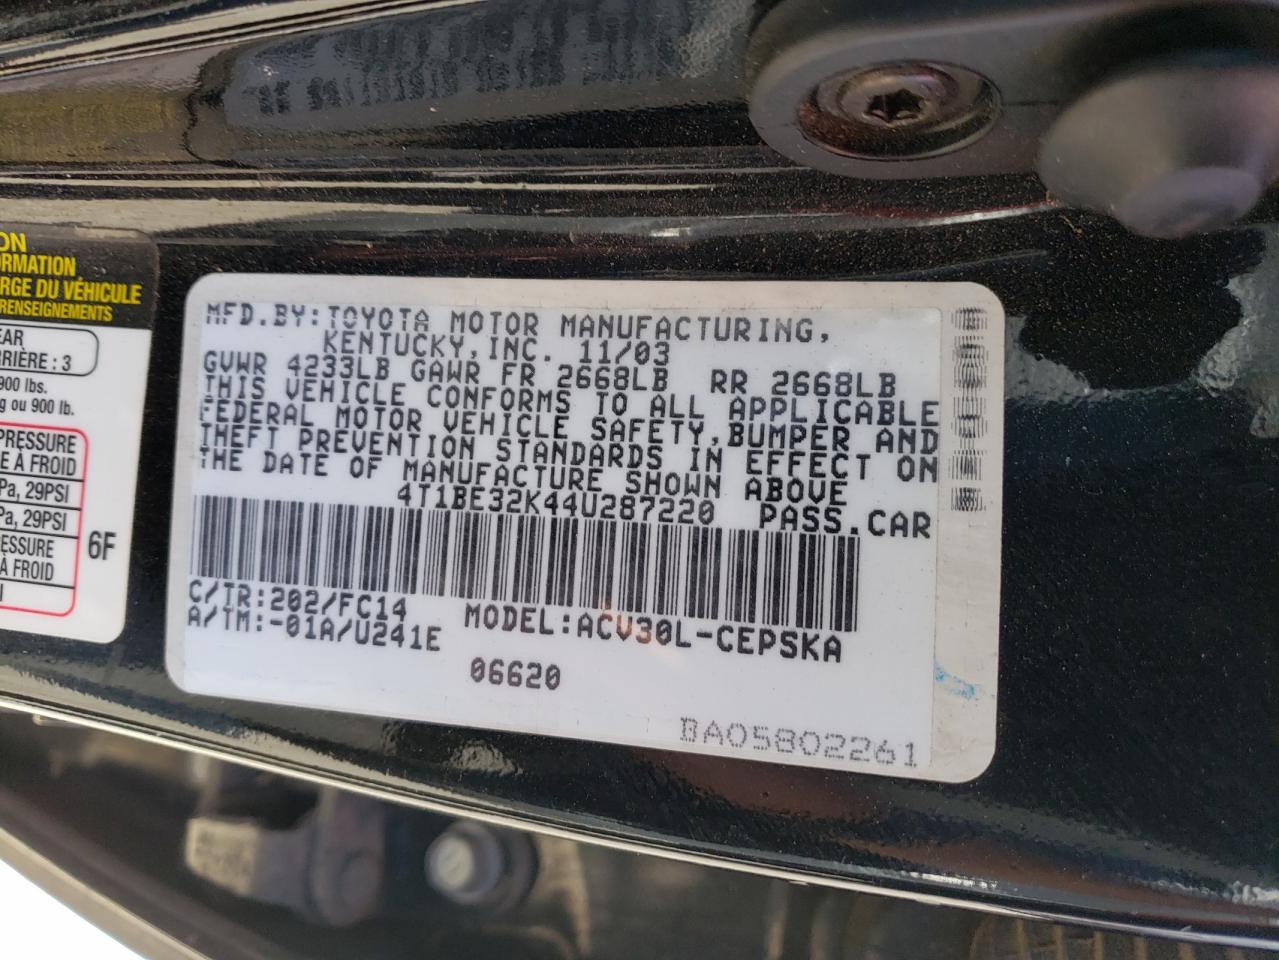 ON
ORMATION
RGE DU VÉHICULE
RENSEIGNEMENTS
EAR
RRIÈRE : 3
900 lbs.
g ou 900 lb.
PRESSURE
E À FROID
Pa, 29PSI
Pa, 29PSI
ESSURE
À FROID
6F
MFD.BY:TOYOTA MOTOR MANUFACTURING,
KENTUCKY,INC. 11/03
GVWR 4233LB GAWR FR 2668LB RR 2668LB
THIS VEHICLE CONFORMS TO ALL APPLICABLE
FEDERAL MOTOR VEHICLE SAFETY,BUMPER AND
THEFT PREVENTION STANDARDS IN EFFECT ON
THE DATE OF MANUFACTURE SHOWN ABOVE
4T1BE32K44U287220 PASS.CAR
C/TR:202/FC14
A/TM:-01A/U241E MODEL:ACV30L-CEPSKA
06620
BA05802261